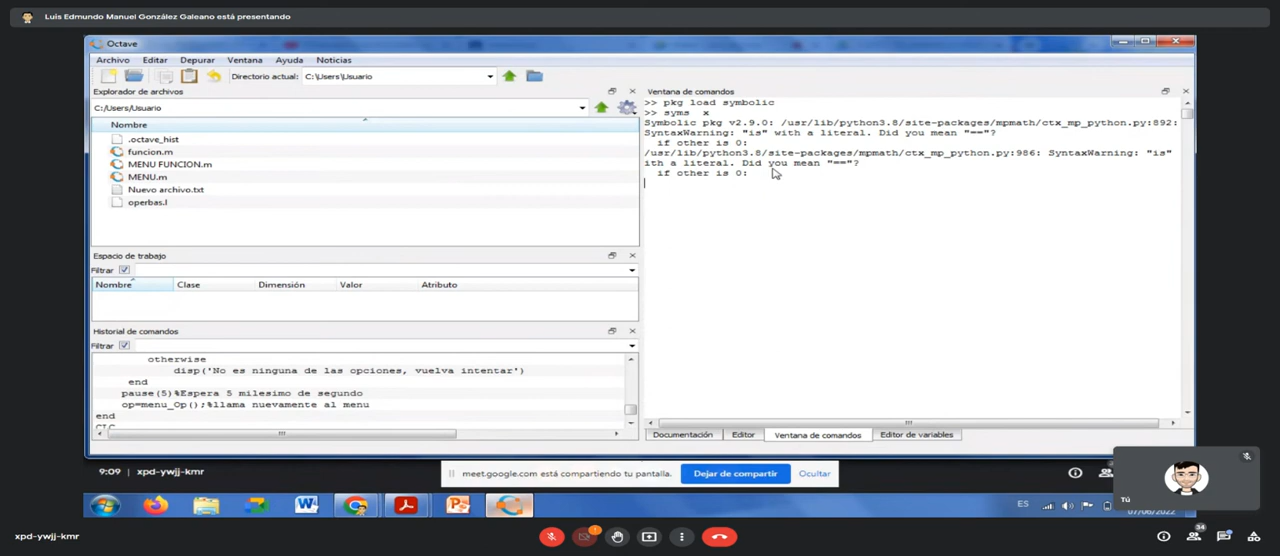 Luis Edmundo Manuel González Galeano está presentando
Octave
Archivo Editar Depurar Ventana Ayuda Noticias
Directorio actual: C:\Users\Usuario
Explorador de archivos
C:/Users/Usuario
Nombre
.octave_hist
funcion.m
MENU FUNCION.m
MENU.m
Nuevo archivo.txt
operbas.l
Espacio de trabajo
Filtrar
Nombre Clase Dimensión Valor Atributo
Historial de comandos
Filtrar
otherwise
disp('No es ninguna de las opciones, vuelva intentar')
end
pause(5)%Espera 5 milesimo de segundo
op=menu_Op();%llama nuevamente al menu
end
CLC
Ventana de comandos
>> pkg load symbolic
>> syms x
Symbolic pkg v2.9.0: /usr/lib/python3.8/site-packages/mpmath/ctx_mp_python.py:892:
SyntaxWarning: "is" with a literal. Did you mean "=="?
if other is 0:
/usr/lib/python3.8/site-packages/mpmath/ctx_mp_python.py:986: SyntaxWarning: "is"
ith a literal. Did you mean "=="?
if other is 0:
Documentación Editor Ventana de comandos Editor de variables
9:09 | xpd-ywjj-kmr
meet.google.com está compartiendo tu pantalla. Dejar de compartir Ocultar
Tú
ES
07/06/2022
xpd-ywjj-kmr
34